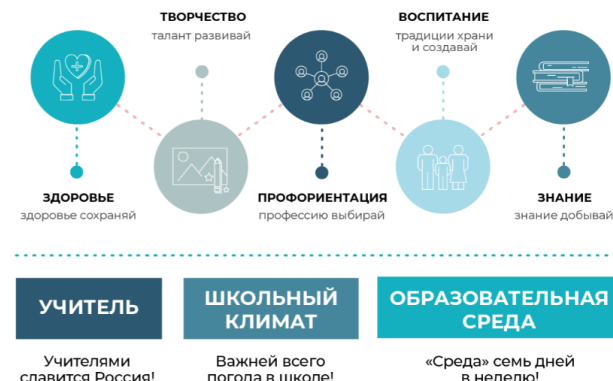 ТВОРЧЕСТВО
талант развивай
ВОСПИТАНИЕ
традиции храни
и создавай
ЗДОРОВЬЕ
здоровье сохраняй
ПРОФОРИЕНТАЦИЯ
профессию выбирай
ЗНАНИЕ
знание добывай
УЧИТЕЛЬ
ШКОЛЬНЫЙ
КЛИМАТ
ОБРАЗОВАТЕЛЬНАЯ
СРЕДА
Учителями
славится Россия!
Важней всего
погода в школе!
«Среда» семь дней
в неделю!